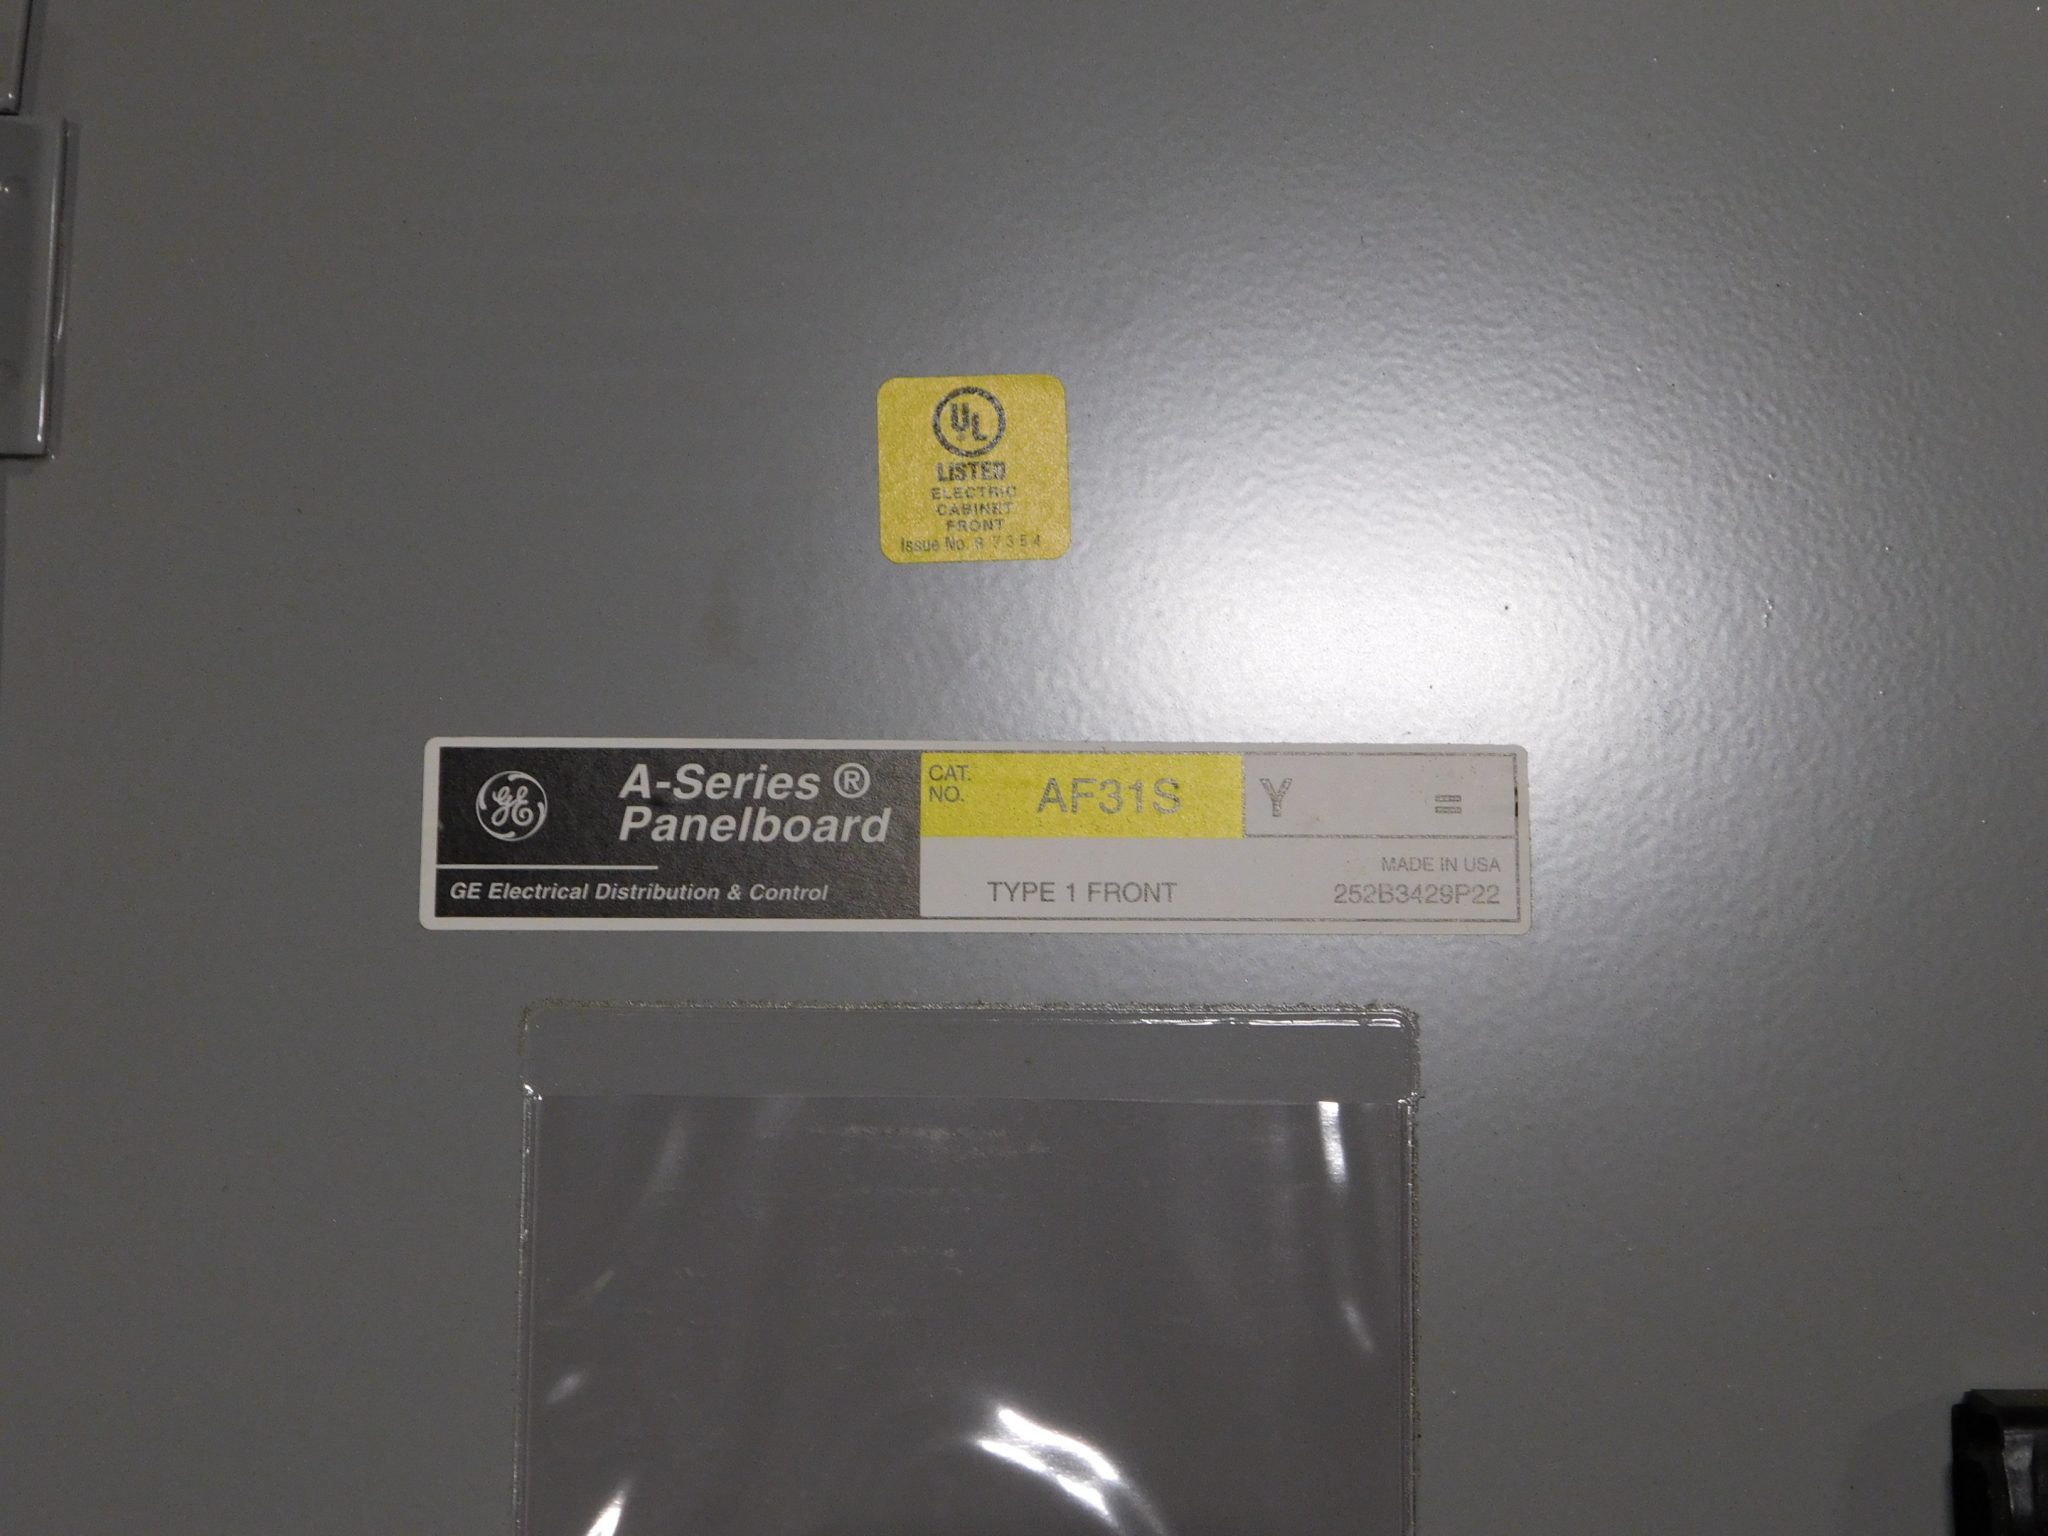 UL
LISTED
ELECTRIC
CABINET
FRONT
Issue No. 87354
GE
A-Series ®
Panelboard
GE Electrical Distribution & Control
CAT.
NO.
AF31S
Y =
TYPE 1 FRONT
MADE IN USA
252B3429P22